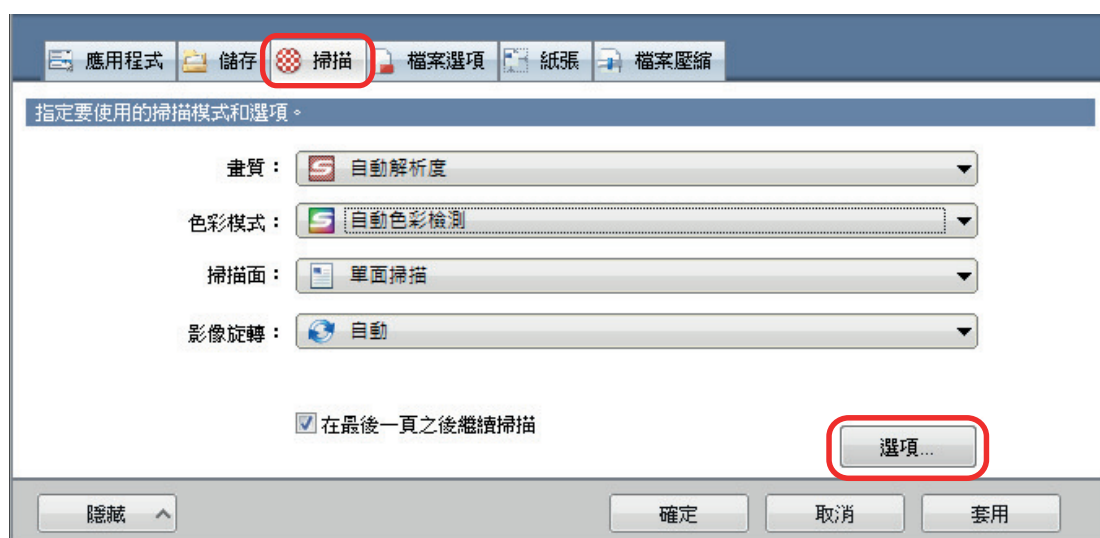 應用程式 儲存 掃描 檔案選項 紙張 檔案壓縮
指定要使用的掃描模式和選項。
畫質： 自動解析度
色彩模式： 自動色彩檢測
掃描面： 單面掃描
影像旋轉： 自動
在最後一頁之後繼續掃描
選項...
隱藏 確定 取消 套用